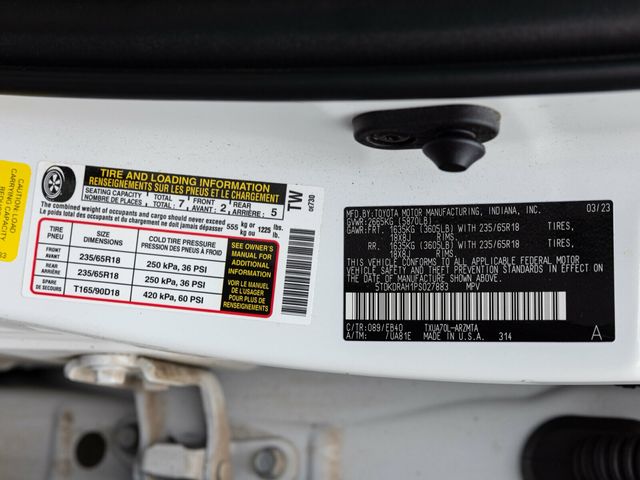 CAUTION: LOAD
CARRYING CAPACITY
TIRE AND LOADING INFORMATION
RENSEIGNEMENTS SUR LES PNEUS ET LE CHARGEMENT
SEATING CAPACITY TOTAL 7 FRONT 2 REAR 5
NOMBRE DE PLACES TOTAL: AVANT: ARRIÈRE:
TW
The combined weight of occupants and cargo should never exceed 555 kg or 1225 lbs.
Le poids total des occupants et du chargement ne doit jamais dépasser kg ou lb.
TIRE PNEU
SIZE DIMENSIONS
COLD TIRE PRESSURE PRESSION DES PNEUS À FROID
FRONT AVANT 235/65R18 250 kPa, 36 PSI
REAR ARRIÈRE 235/65R18 250 kPa, 36 PSI
SPARE DE SECOURS T165/90D18 420 kPa, 60 PSI
SEE OWNER'S
MANUAL FOR
ADDITIONAL
INFORMATION
VOIR LE MANUEL
DE L'USAGER
POUR PLUS DE
RENSEIGNEMENTS
MFD.BY:TOYOTA MOTOR MANUFACTURING, INDIANA, INC. 03/23
GVWR: 2665KG (5870LB)
GAWR:FRT. 1635KG (3605LB) WITH 235/65R18 TIRES,
18X8J RIMS
RR. 1635KG (3605LB) WITH 235/65R18 TIRES,
18X8J RIMS
THIS VEHICLE CONFORMS TO ALL APPLICABLE FEDERAL MOTOR
VEHICLE SAFETY AND THEFT PREVENTION STANDARDS IN EFFECT ON
THE DATE OF MANUFACTURE SHOWN ABOVE.
5TDKDRAH1PS027883 MPV
C/TR:089/EB40 TXUA70L-ARZMTA
A/TM: /UA81E MADE IN U.S.A. 314 A